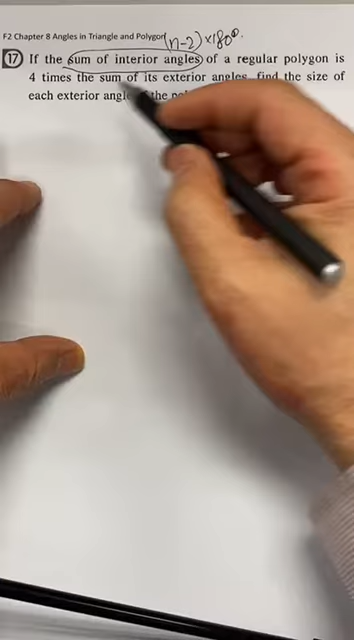 F2 Chapter 8 Angles in Triangle and Polygon
(n-2)×180°.
17 If the sum of interior angles of a regular polygon is
4 times the sum of its exterior angles, find the size of
each exterior angle the